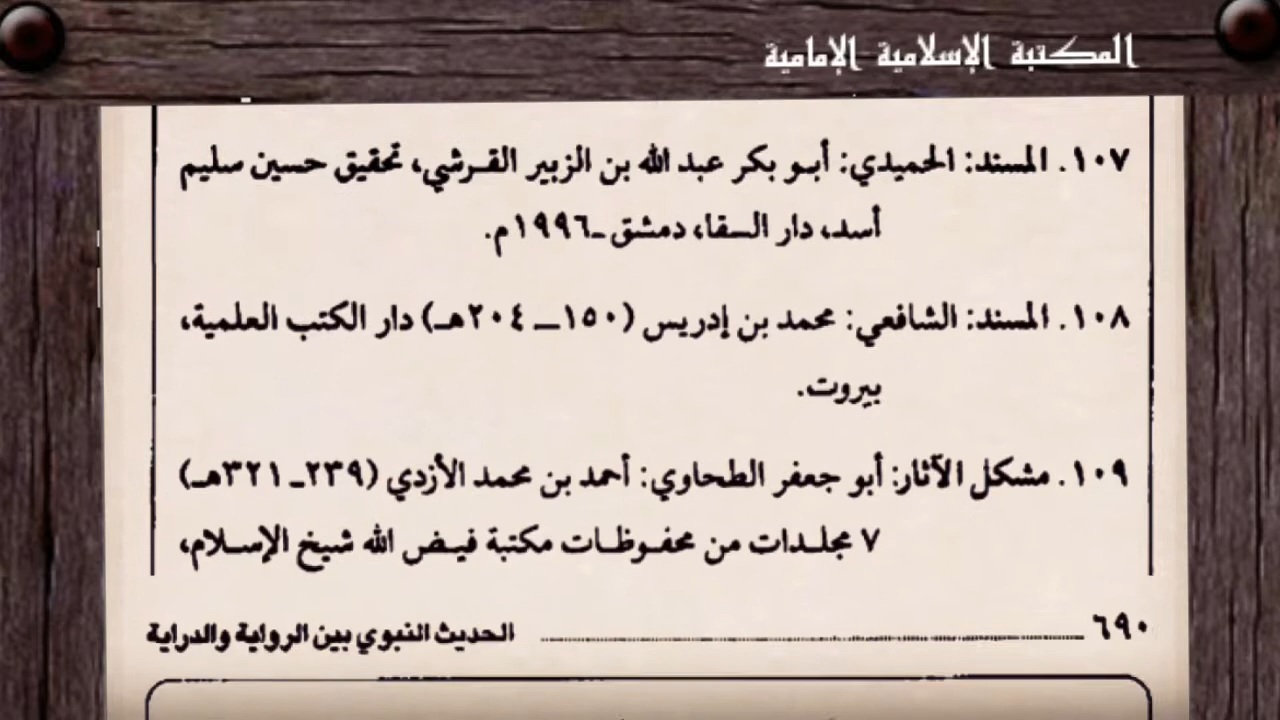 المكتبة الإسلامية الإمامية
١٠٧. المسند: الحميدي: أبو بكر عبد الله بن الزبير القرشي، تحقيق حسين سليم
أسد، دار السقا، دمشق ـ١٩٩٦م.
١٠٨. المسند: الشافعي: محمد بن إدريس (١٥٠ـ ٢٠٤هـ) دار الكتب العلمية،
بيروت.
١٠٩. مشكل الآثار: أبو جعفر الطحاوي: أحمد بن محمد الأزدي (٢٣٩ـ ٣٢١هـ)
٧ مجلدات من محفوظات مكتبة فيض الله شيخ الإسلام،
٦٩٠ الحديث النبوي بين الرواية والدراية